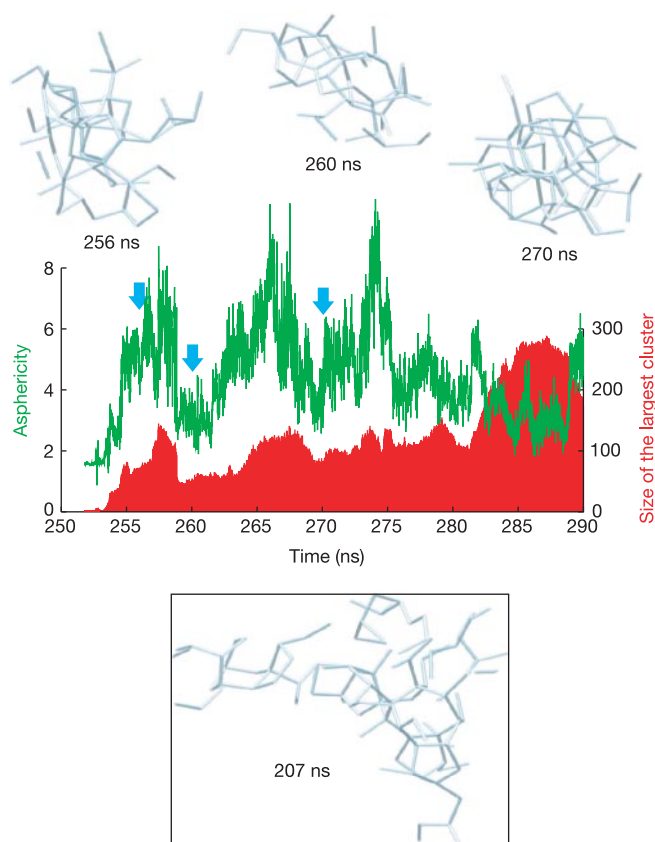 260 ns
256 ns
270 ns
Asphericity
8
6
4
2
0
300
200
100
0
Size of the largest cluster
250 255 260 265 270 275 280 285 290
Time (ns)
207 ns